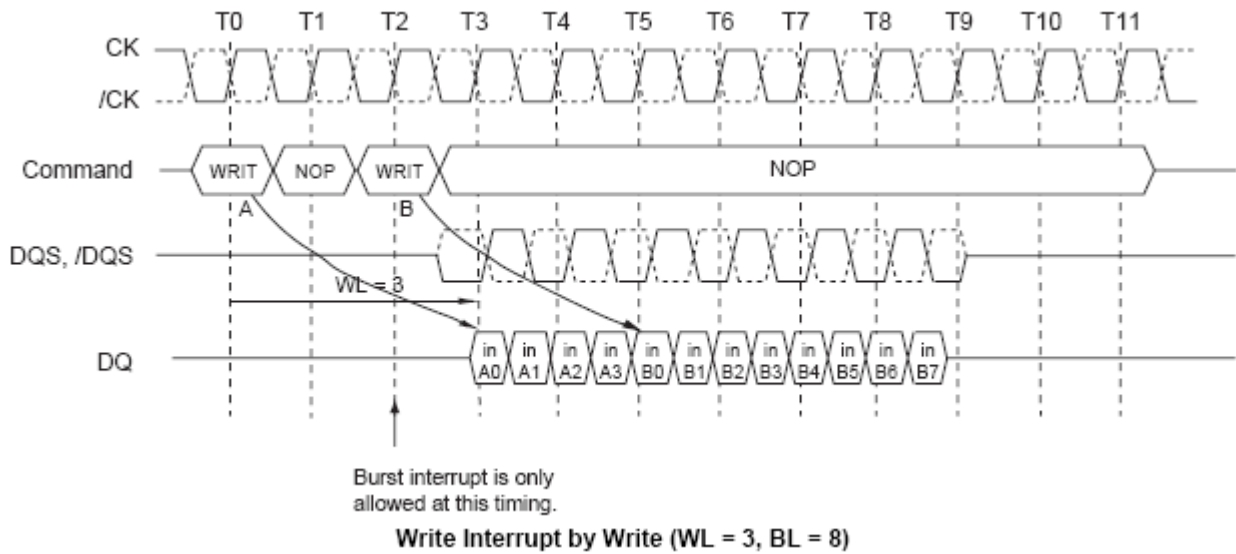 T0 T1 T2 T3 T4 T5 T6 T7 T8 T9 T10 T11
CK
/CK
Command WRIT NOP WRIT NOP
A B
DQS, /DQS
WL = 3
DQ in A0 in A1 in A2 in A3 in B0 in B1 in B2 in B3 in B4 in B5 in B6 in B7
Burst interrupt is only
allowed at this timing.
Write Interrupt by Write (WL = 3, BL = 8)